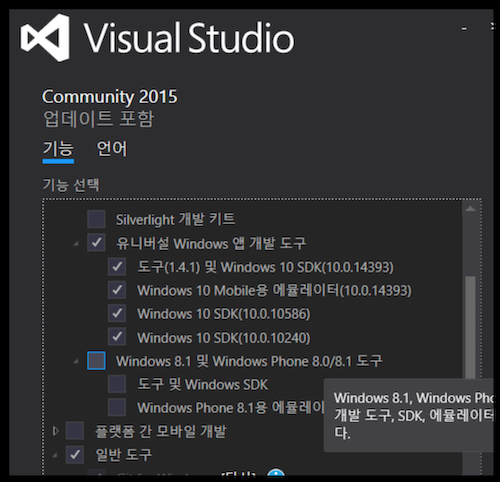 Visual Studio
Community 2015
업데이트 포함
기능 언어
기능 선택
Silverlight 개발 키트
유니버설 Windows 앱 개발 도구
도구(1.4.1) 및 Windows 10 SDK(10.0.14393)
Windows 10 Mobile용 에뮬레이터(10.0.14393)
Windows 10 SDK(10.0.10586)
Windows 10 SDK(10.0.10240)
Windows 8.1 및 Windows Phone 8.0/8.1 도구
도구 및 Windows SDK
Windows Phone 8.1용 에뮬레이
Windows 8.1, Windows Pho
개발 도구, SDK, 에뮬레이터
다.
플랫폼 간 모바일 개발
일반 도구